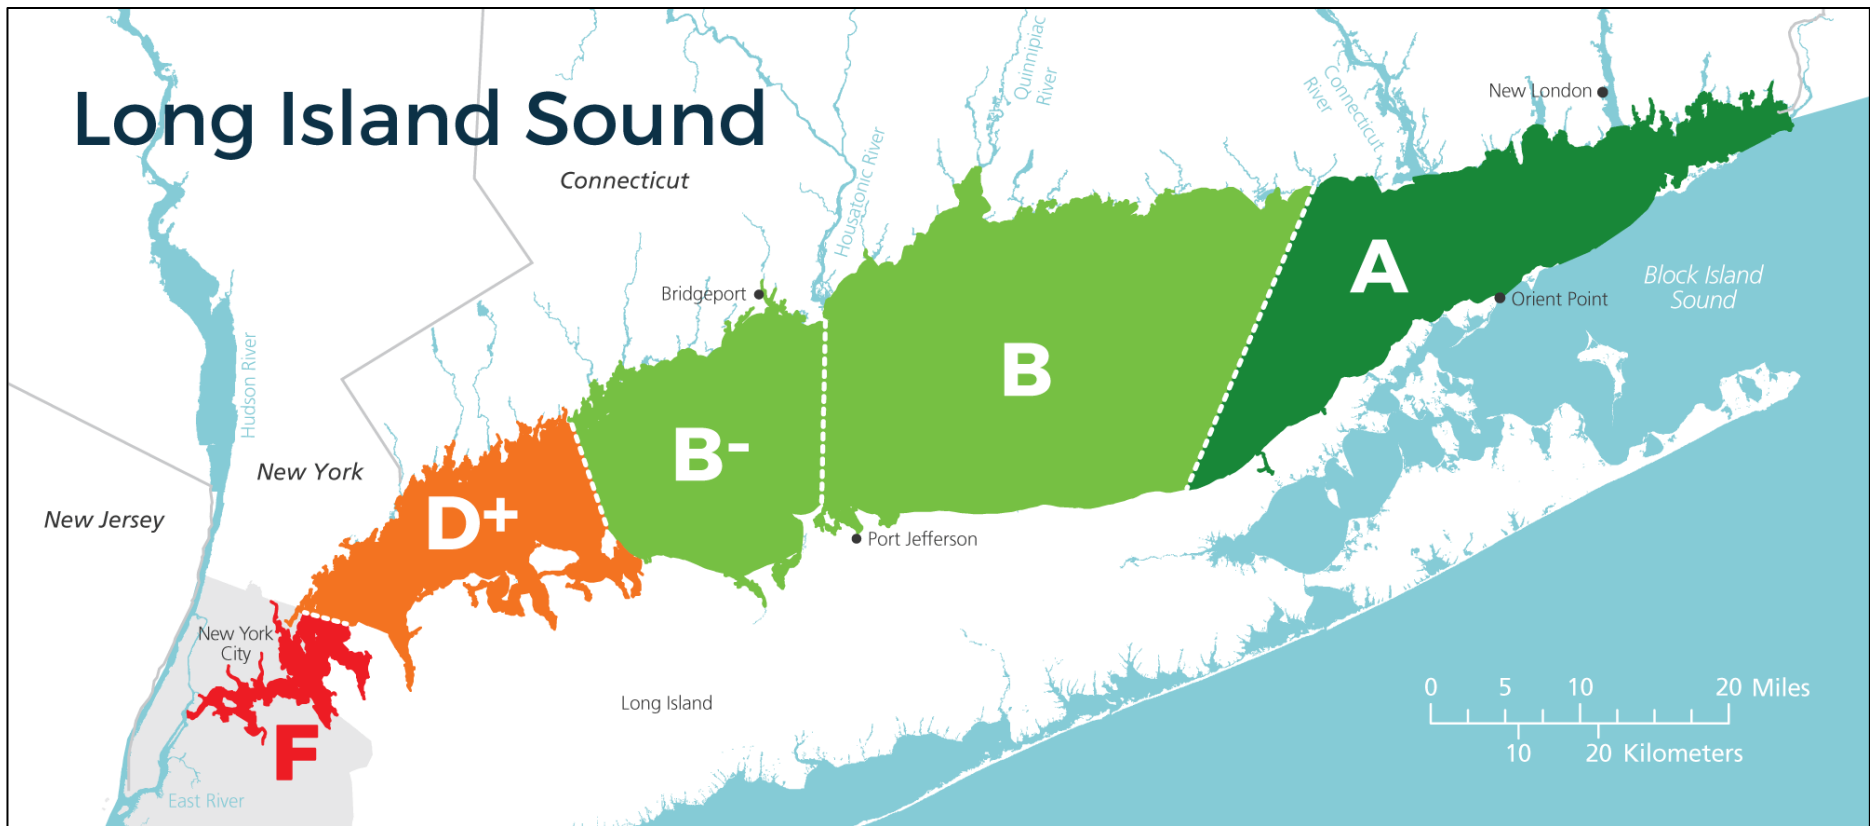 Long Island Sound
Connecticut
Quinnipiac
River
Connecticut
River
New London
Housatonic River
Bridgeport
A
Block Island
Sound
Orient Point
B
B-
Hudson River
New York
New Jersey
D+
Port Jefferson
New York
City
Long Island
F
East River
0 5 10 20 Miles
10 20 Kilometers